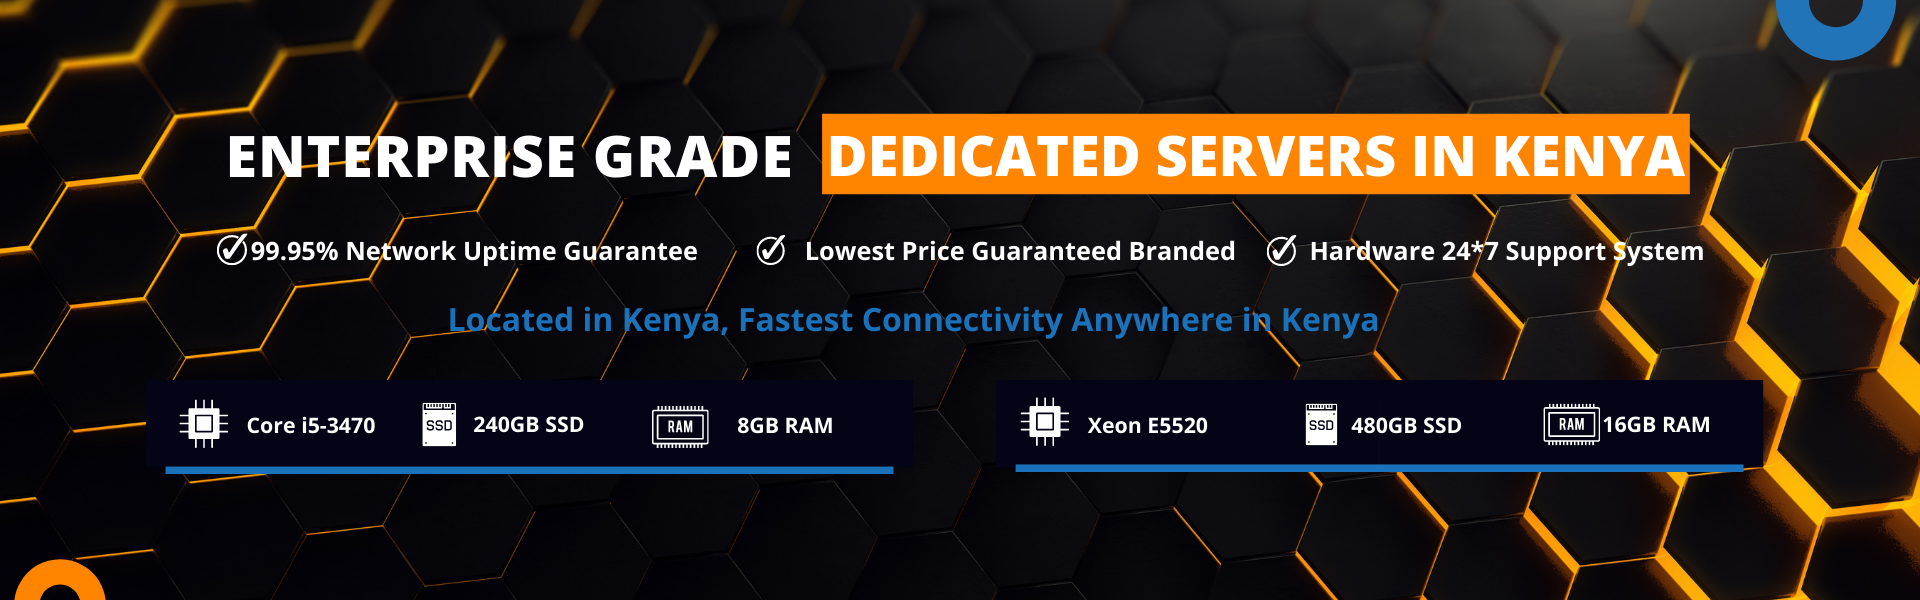 ENTERPRISE GRADE DEDICATED SERVERS IN KENYA
99.95% Network Uptime Guarantee Lowest Price Guaranteed Branded Hardware 24*7 Support System
Located in Kenya, Fastest Connectivity Anywhere in Kenya
Core i5-3470 SSD 240GB SSD RAM 8GB RAM
Xeon E5520 SSD 480GB SSD RAM 16GB RAM